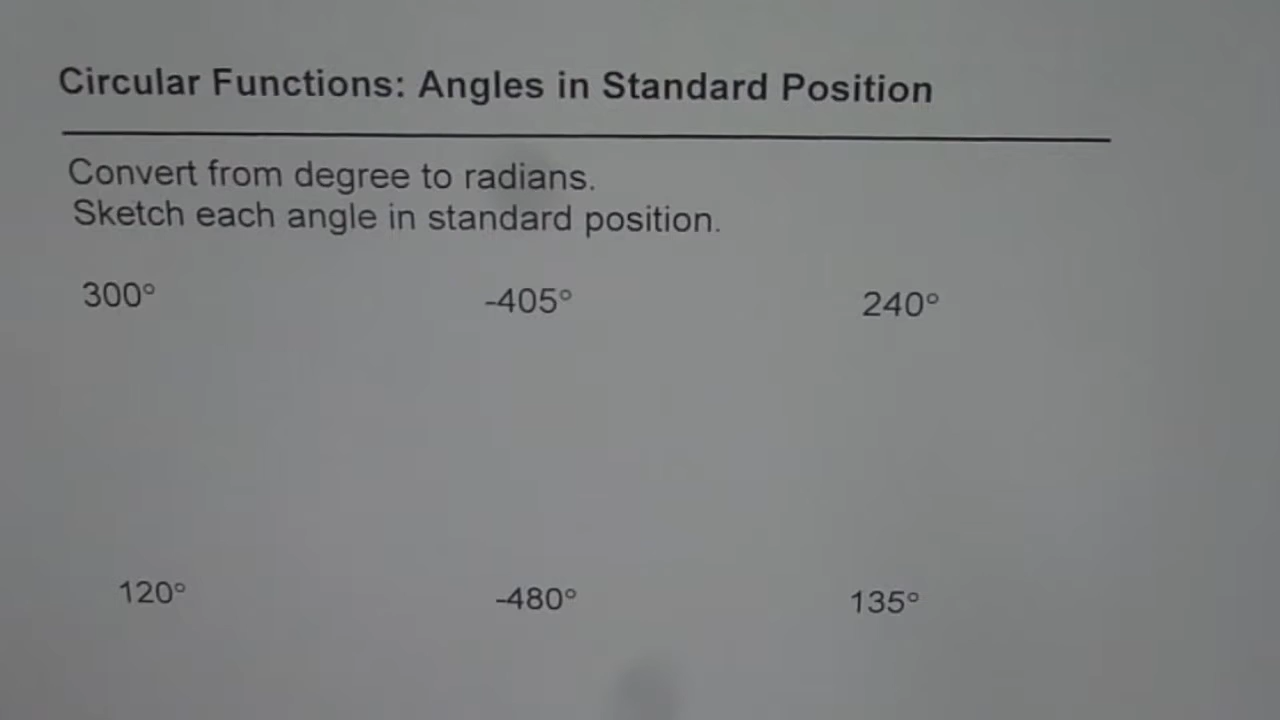 Circular Functions: Angles in Standard Position
Convert from degree to radians.
Sketch each angle in standard position.
300° -405° 240°
120° -480° 135°